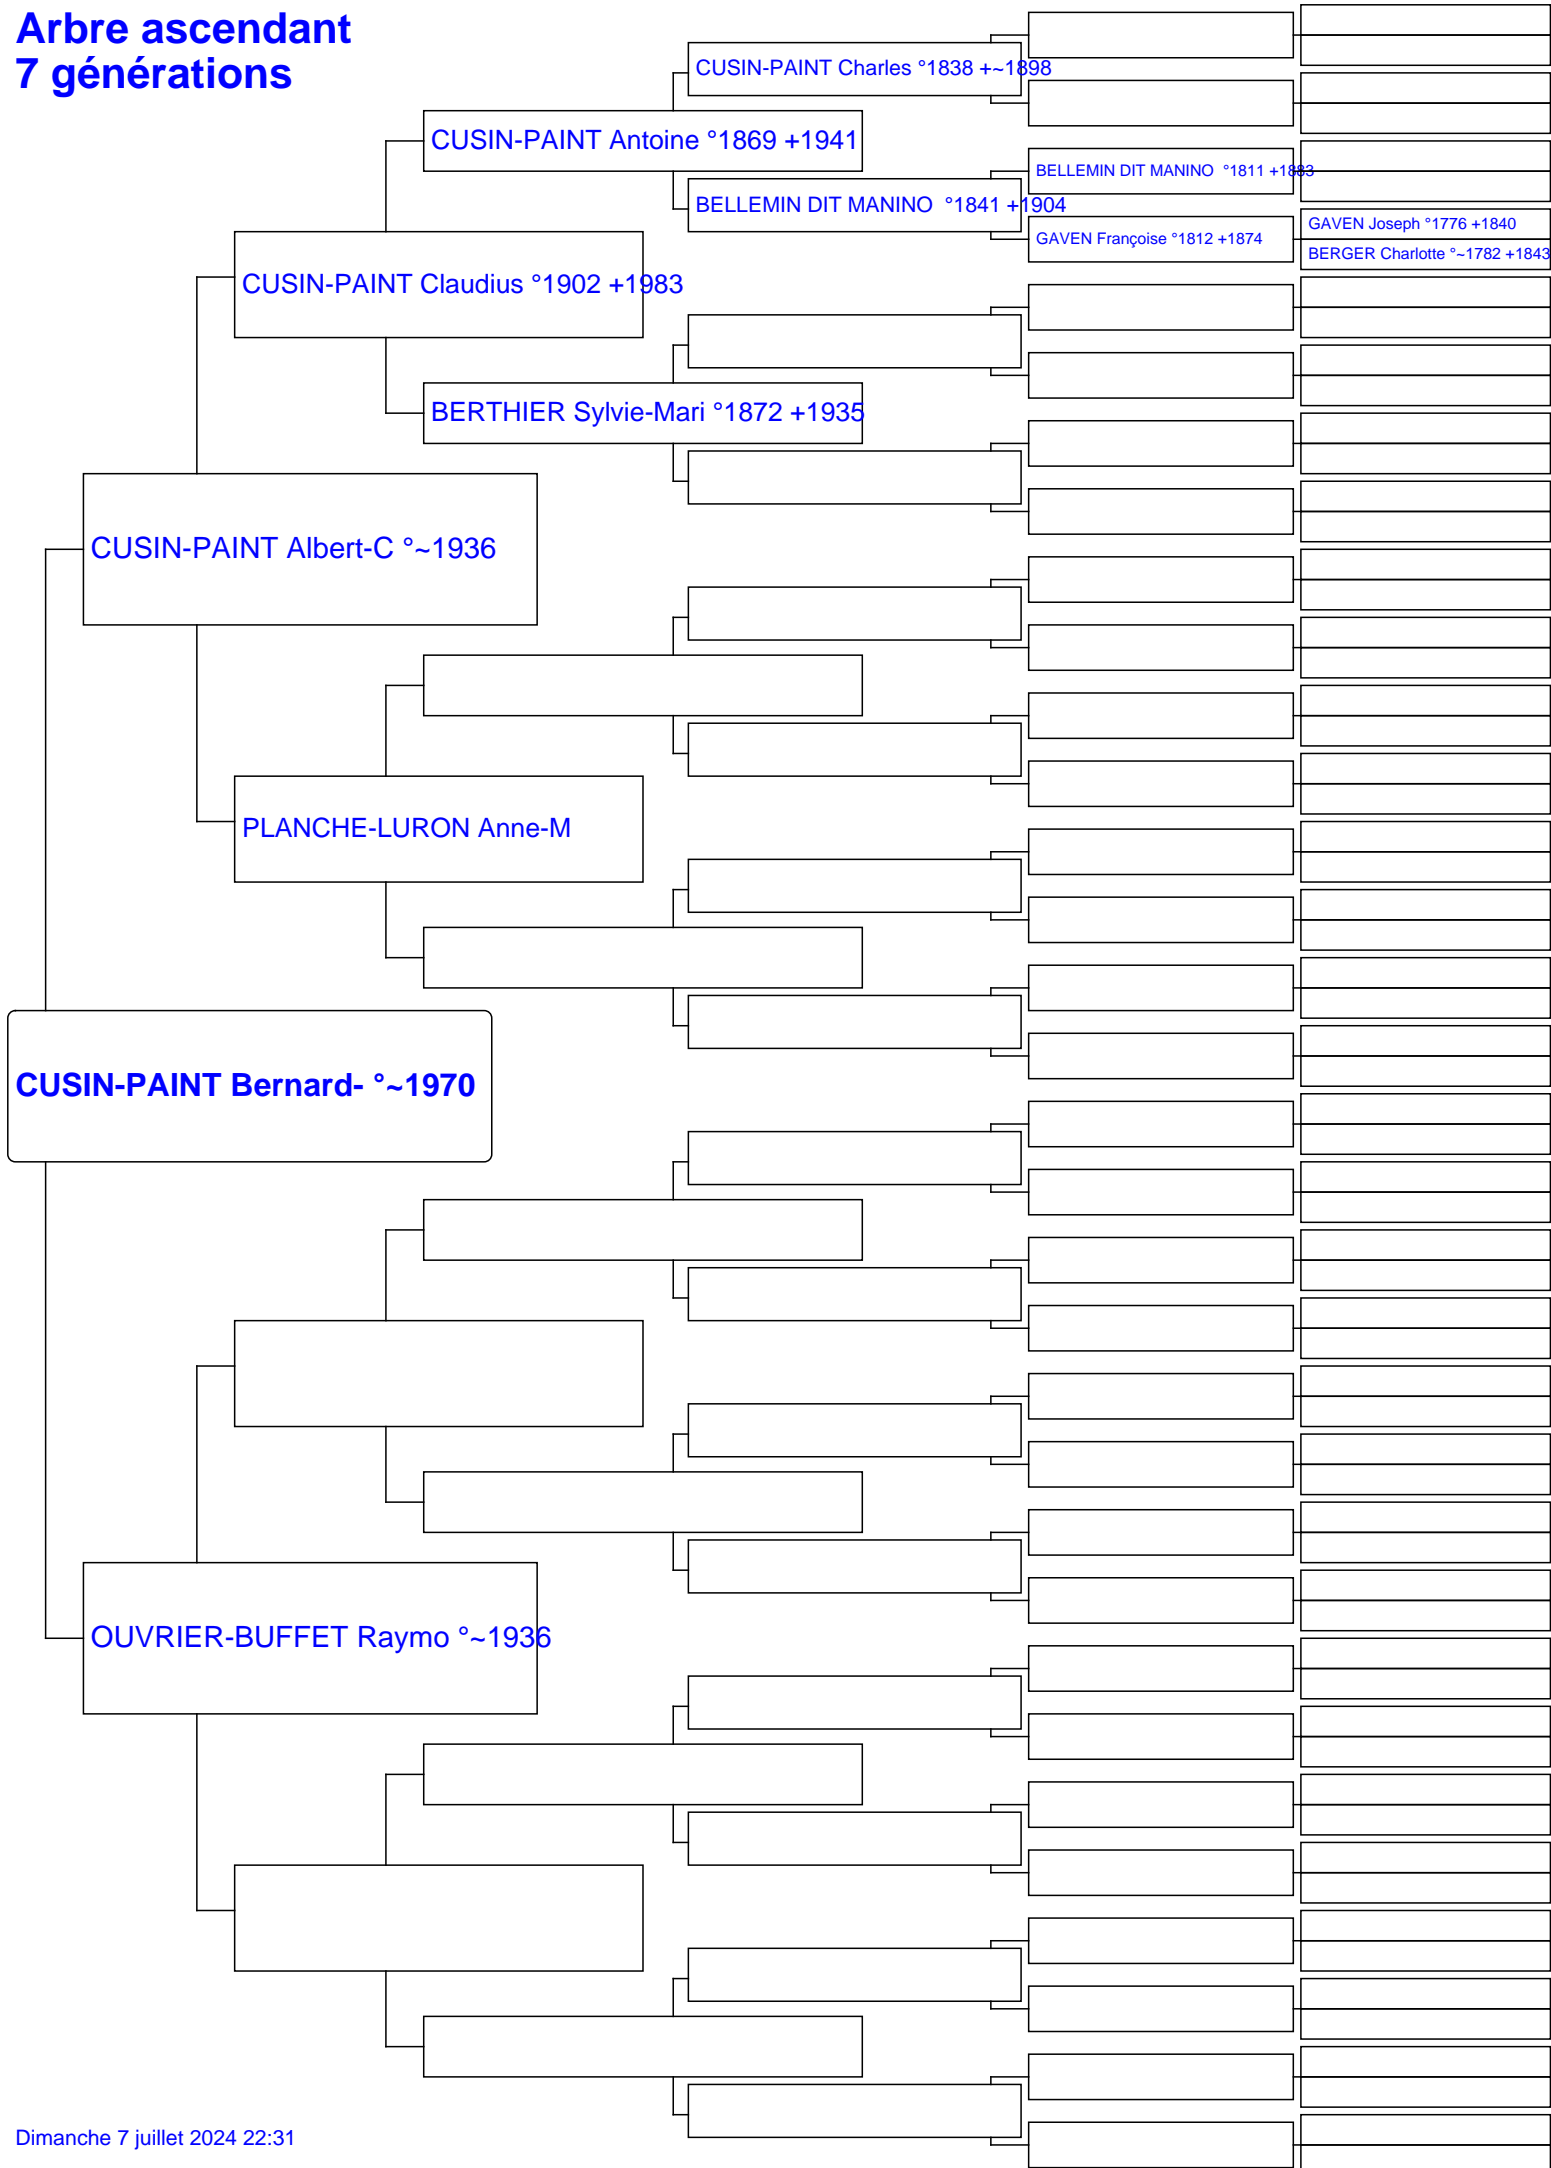 Arbre ascendant
7 générations
CUSIN-PAINT Charles °1838 +~1898
CUSIN-PAINT Antoine °1869 +1941
BELLEMIN DIT MANINO  °1811 +1883
BELLEMIN DIT MANINO  °1841 +1904
GAVEN Joseph °1776 +1840
GAVEN Françoise °1812 +1874
BERGER Charlotte °~1782 +1843
CUSIN-PAINT Claudius °1902 +1983
BERTHIER Sylvie-Mari °1872 +1935
CUSIN-PAINT Albert-C °~1936
PLANCHE-LURON Anne-M
CUSIN-PAINT Bernard- °~1970
OUVRIER-BUFFET Raymo °~1936
Dimanche 7 juillet 2024 22:31